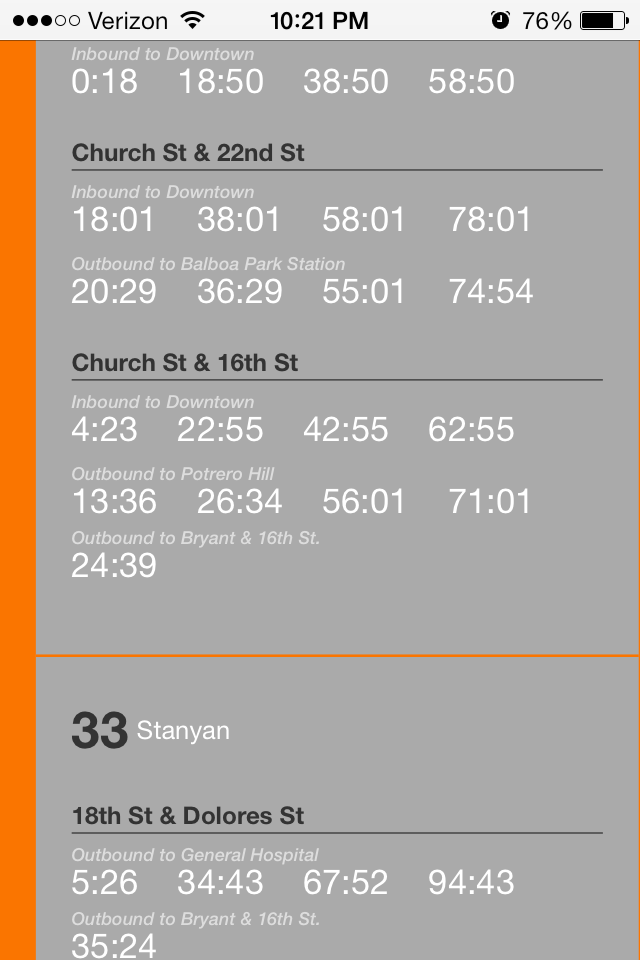 Verizon 10:21 PM 76%
Inbound to Downtown
0:18 18:50 38:50 58:50
Church St & 22nd St
Inbound to Downtown
18:01 38:01 58:01 78:01
Outbound to Balboa Park Station
20:29 36:29 55:01 74:54
Church St & 16th St
Inbound to Downtown
4:23 22:55 42:55 62:55
Outbound to Potrero Hill
13:36 26:34 56:01 71:01
Outbound to Bryant & 16th St.
24:39
33 Stanyan
18th St & Dolores St
Outbound to General Hospital
5:26 34:43 67:52 94:43
Outbound to Bryant & 16th St.
35:24